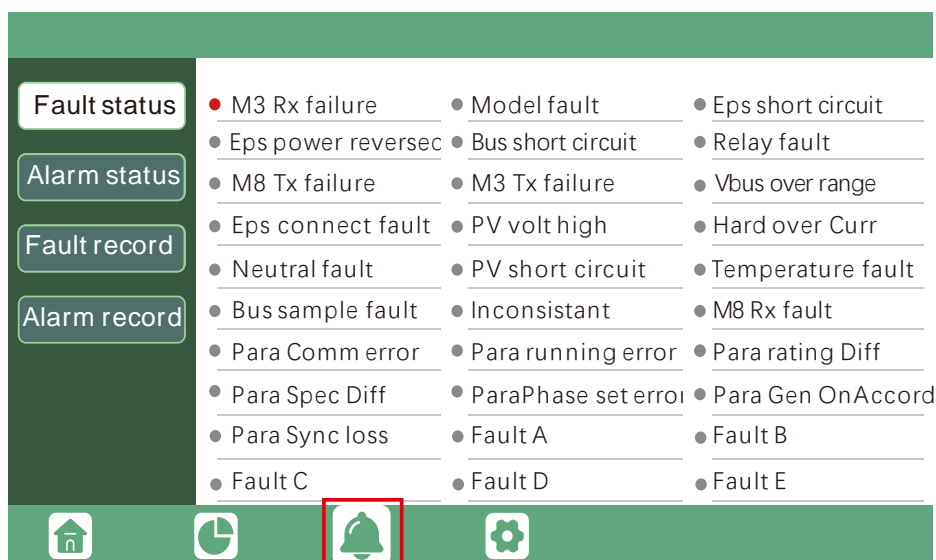 Fault status
Alarm status
Fault record
Alarm record
M3 Rx failure
Model fault
Eps short circuit
Eps power reversec
Bus short circuit
Relay fault
M8 Tx failure
M3 Tx failure
Vbus over range
Eps connect fault
PV volt high
Hard over Curr
Neutral fault
PV short circuit
Temperature fault
Bus sample fault
Inconsistant
M8 Rx fault
Para Comm error
Para running error
Para rating Diff
Para Spec Diff
ParaPhase set error
Para Gen OnAccord
Para Sync loss
Fault A
Fault B
Fault C
Fault D
Fault E